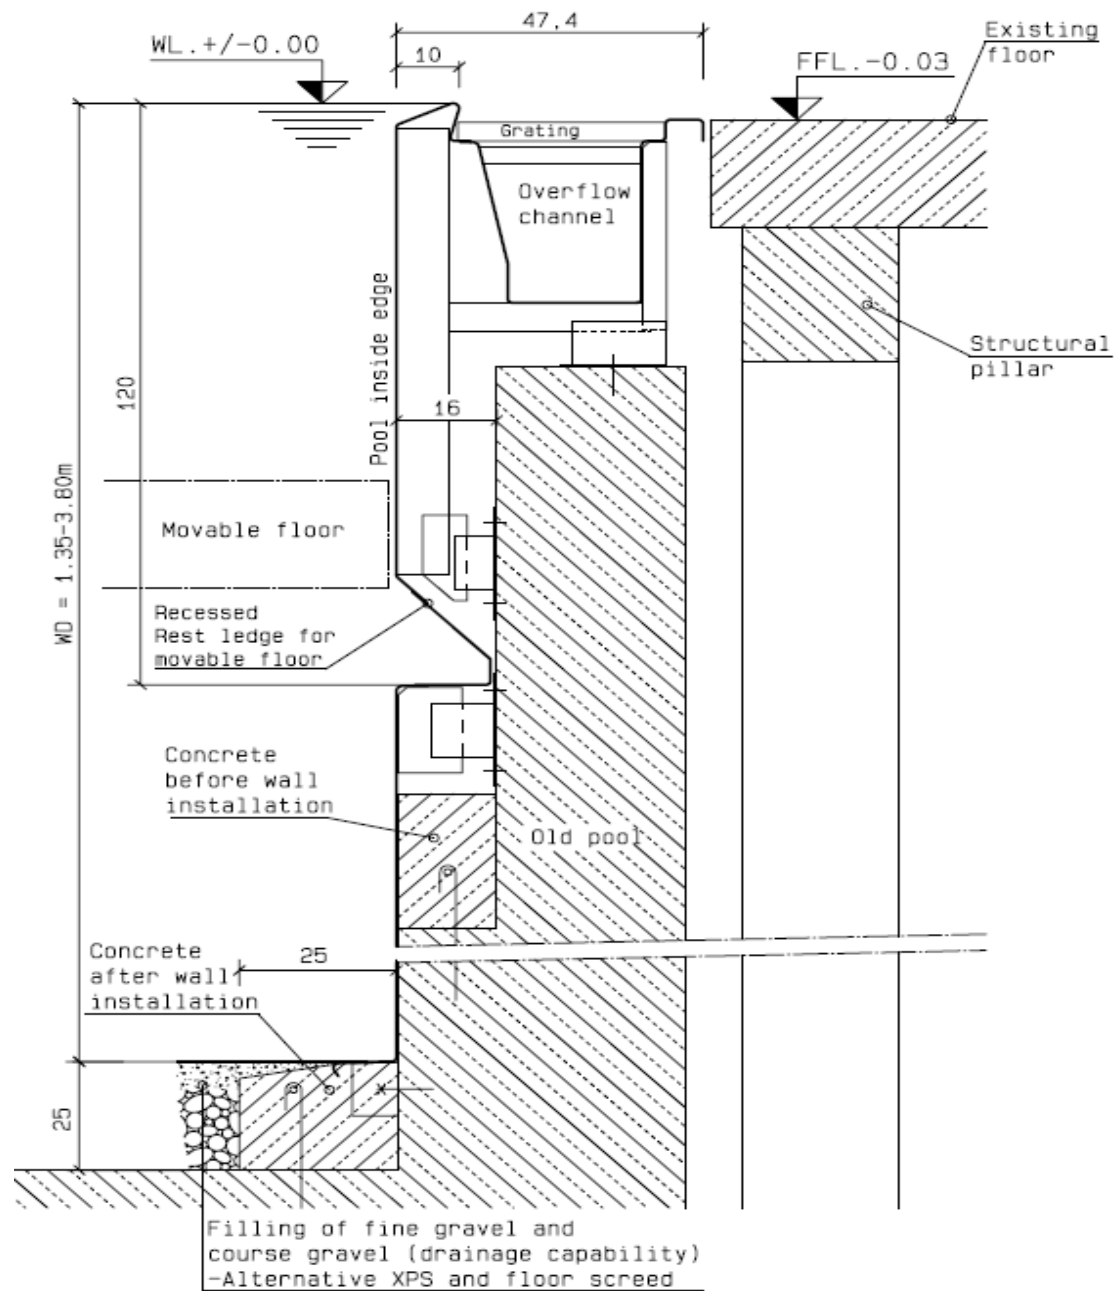 47.4
Existing
floor
WL.+/-0.00
10
FFL.-0.03
Grating
Overflow
channel
Pool inside edge
Structural
pillar
120
16
WD = 1.35-3.80m
Movable floor
Recessed
Rest ledge for
movable floor
Concrete
before wall
installation
Old pool
Concrete
after wall
installation
25
25
Filling of fine gravel and
course gravel (drainage capability)
-Alternative XPS and floor screed